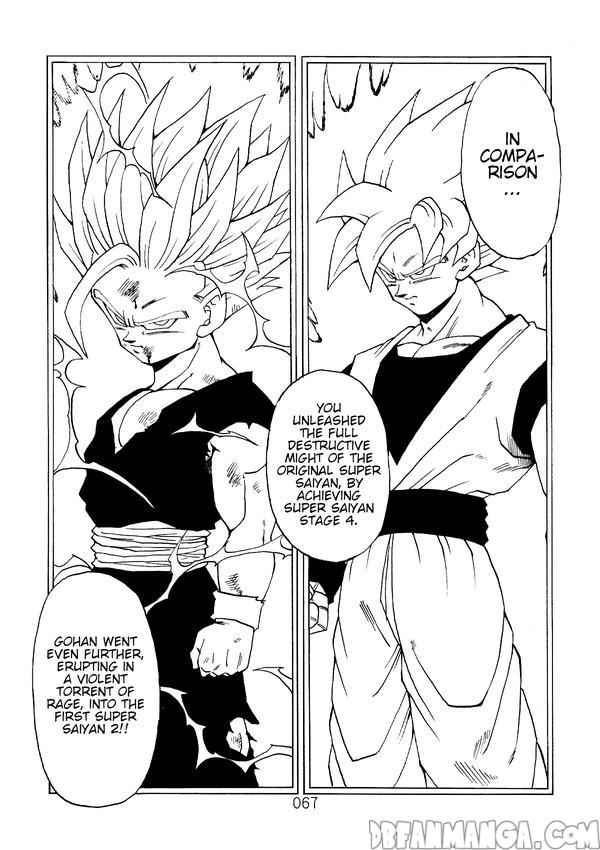 IN
COMPA-
RISON
...
YOU
UNLEASHED
THE FULL
DESTRUCTIVE
MIGHT OF THE
ORIGINAL SUPER
SAIYAN, BY
ACHIEVING
SUPER SAIYAN
STAGE 4.
GOHAN WENT
EVEN FURTHER,
ERUPTING IN
A VIOLENT
TORRENT OF
RAGE, INTO THE
FIRST SUPER
SAIYAN 2!!
067
DBFANMANGA.COM